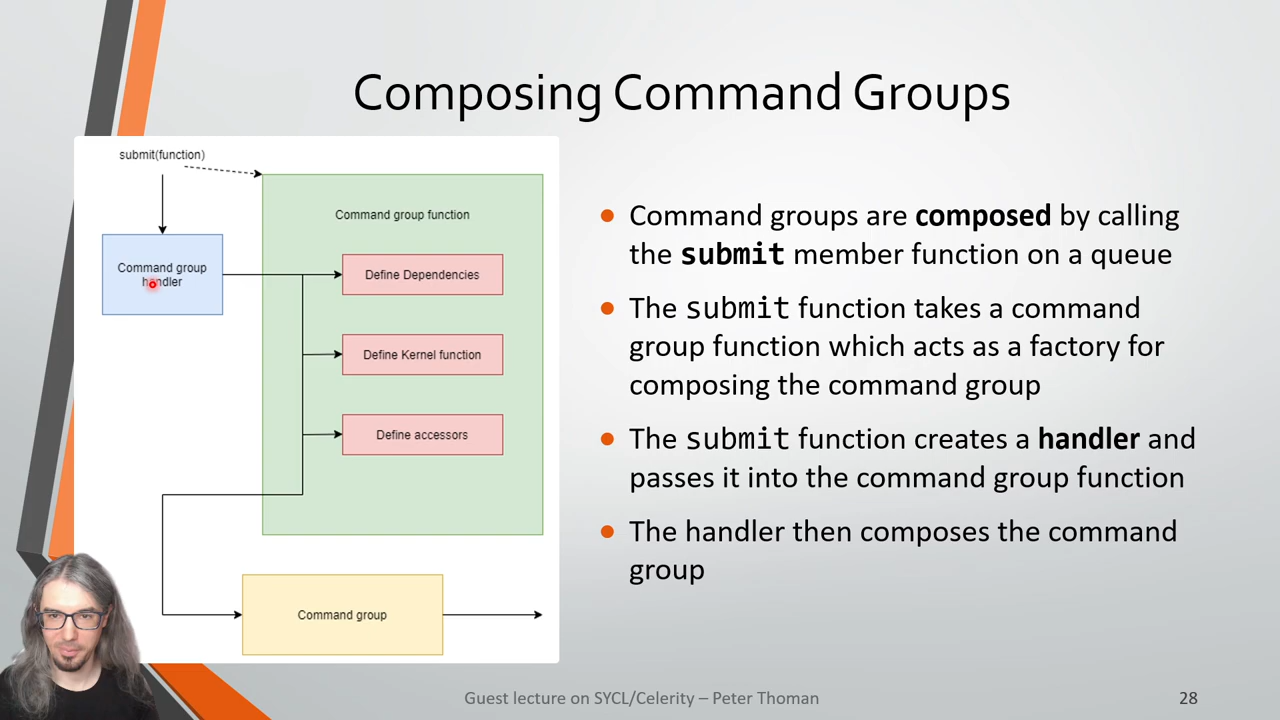 Composing Command Groups
submit(function)
Command group function
Command group
handler
Define Dependencies
Define Kernel function
Define accessors
Command group
• Command groups are composed by calling
the submit member function on a queue
• The submit function takes a command
group function which acts as a factory for
composing the command group
• The submit function creates a handler and
passes it into the command group function
• The handler then composes the command
group
Guest lecture on SYCL/Celerity – Peter Thoman
28